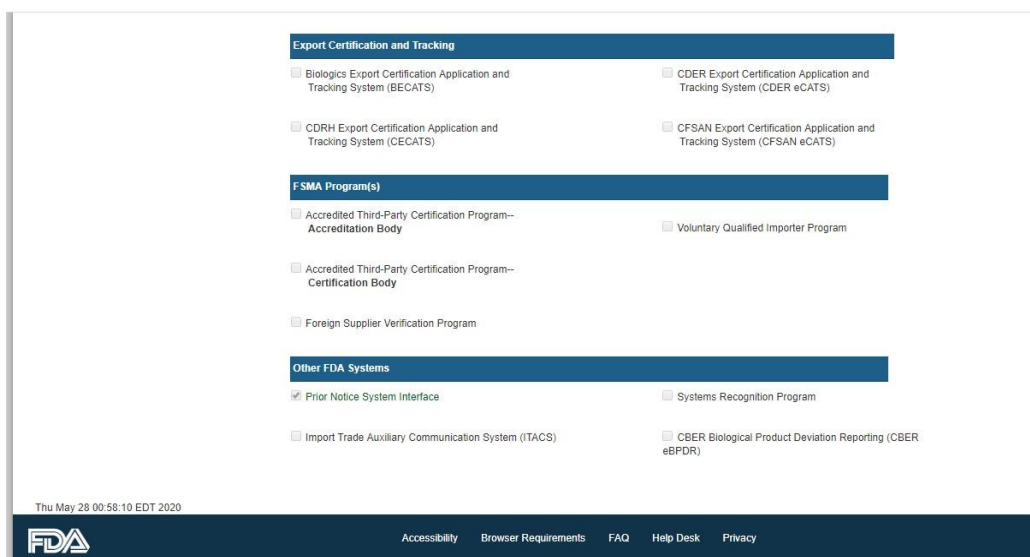 Export Certification and Tracking
Biologics Export Certification Application and
Tracking System (BECATS)
CDER Export Certification Application and
Tracking System (CDER eCATS)
CDRH Export Certification Application and
Tracking System (CECATS)
CFSAN Export Certification Application and
Tracking System (CFSAN eCATS)
FSMA Program(s)
Accredited Third-Party Certification Program--
Accreditation Body
Voluntary Qualified Importer Program
Accredited Third-Party Certification Program--
Certification Body
Foreign Supplier Verification Program
Other FDA Systems
Prior Notice System Interface
Systems Recognition Program
Import Trade Auxiliary Communication System (ITACS)
CBER Biological Product Deviation Reporting (CBER
eBPDR)
Thu May 28 00:58:10 EDT 2020
FDA
Accessibility Browser Requirements FAQ Help Desk Privacy